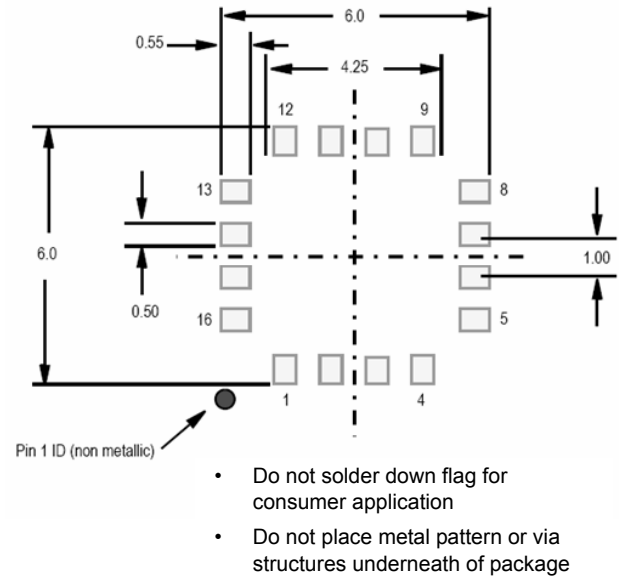 6.0
0.55
4.25
12 9
13 8
6.0 1.00
0.50
16 5
1 4
Pin 1 ID (non metallic)
• Do not solder down flag for
consumer application
• Do not place metal pattern or via
structures underneath of package